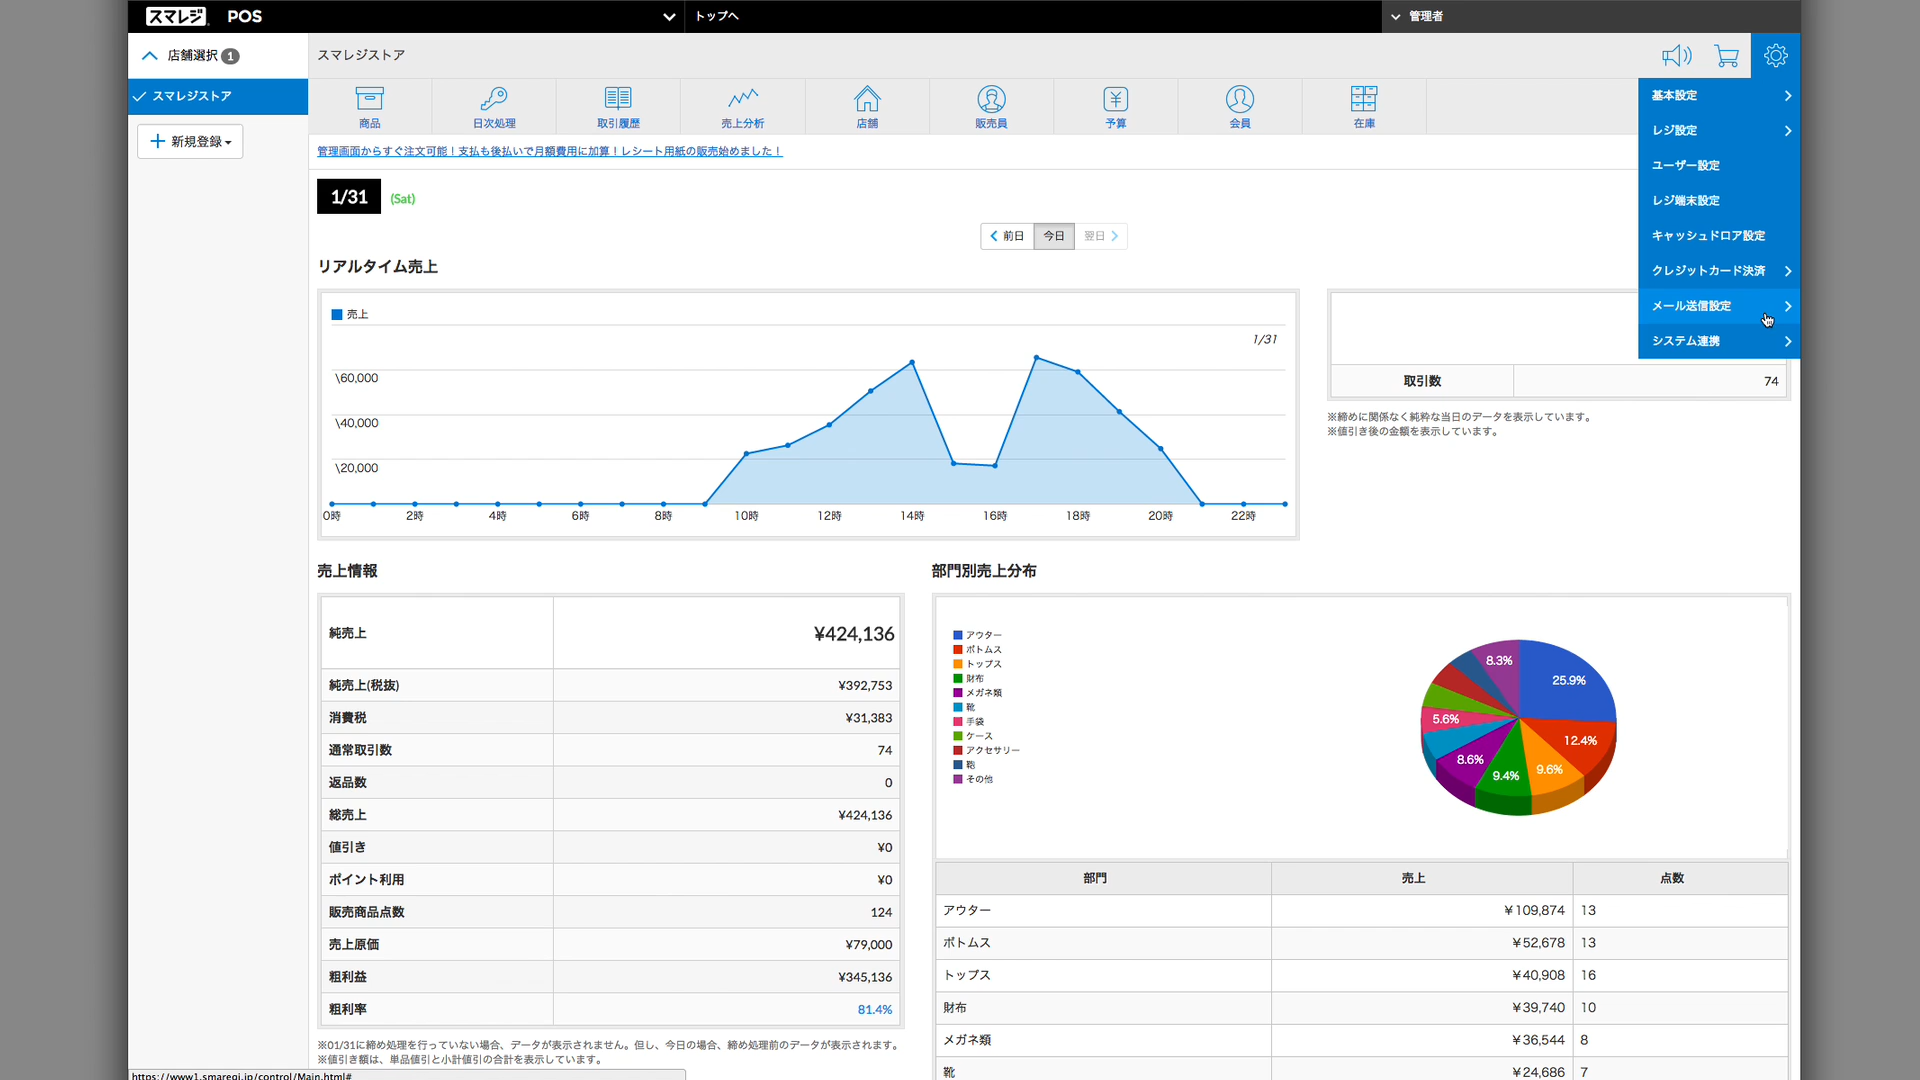 スマレジ POS
トップへ
管理者
店舗選択 1
スマレジストア
スマレジストア
新規登録
商品
日次処理
取引履歴
売上分析
店舗
販売員
予算
会員
在庫
基本設定
レジ設定
ユーザー設定
レジ端末設定
キャッシュドロア設定
クレジットカード決済
メール送信設定
システム連携
管理画面からすぐ注文可能!支払も後払いで月額費用に加算!レシート用紙の販売始めました!
1/31 (Sat)
前日 今日 翌日
リアルタイム売上
売上
1/31
\60,000
\40,000
\20,000
0時 2時 4時 6時 8時 10時 12時 14時 16時 18時 20時 22時
取引数 74
※締めに関係なく純粋な当日のデータを表示しています。
※値引き後の金額を表示しています。
売上情報
純売上 ¥424,136
純売上(税抜) ¥392,753
消費税 ¥31,383
通常取引数 74
返品数 0
総売上 ¥424,136
値引き ¥0
ポイント利用 ¥0
販売商品点数 124
売上原価 ¥79,000
粗利益 ¥345,136
粗利率 81.4%
※01/31に締め処理を行っていない場合、データが表示されません。但し、今日の場合、締め処理前のデータが表示されます。
※値引き額は、単品値引と小計値引の合計を表示しています。
部門別売上分布
アウター
ボトムス
トップス
財布
メガネ類
靴
手袋
ケース
アクセサリー
鞄
その他
8.3%
25.9%
5.6%
12.4%
8.6%
9.6%
9.4%
部門 売上 点数
アウター ¥109,874 13
ボトムス ¥52,678 13
トップス ¥40,908 16
財布 ¥39,740 10
メガネ類 ¥36,544 8
靴 ¥24,686 7
https://www1.smaregi.jp/control/Main.html#